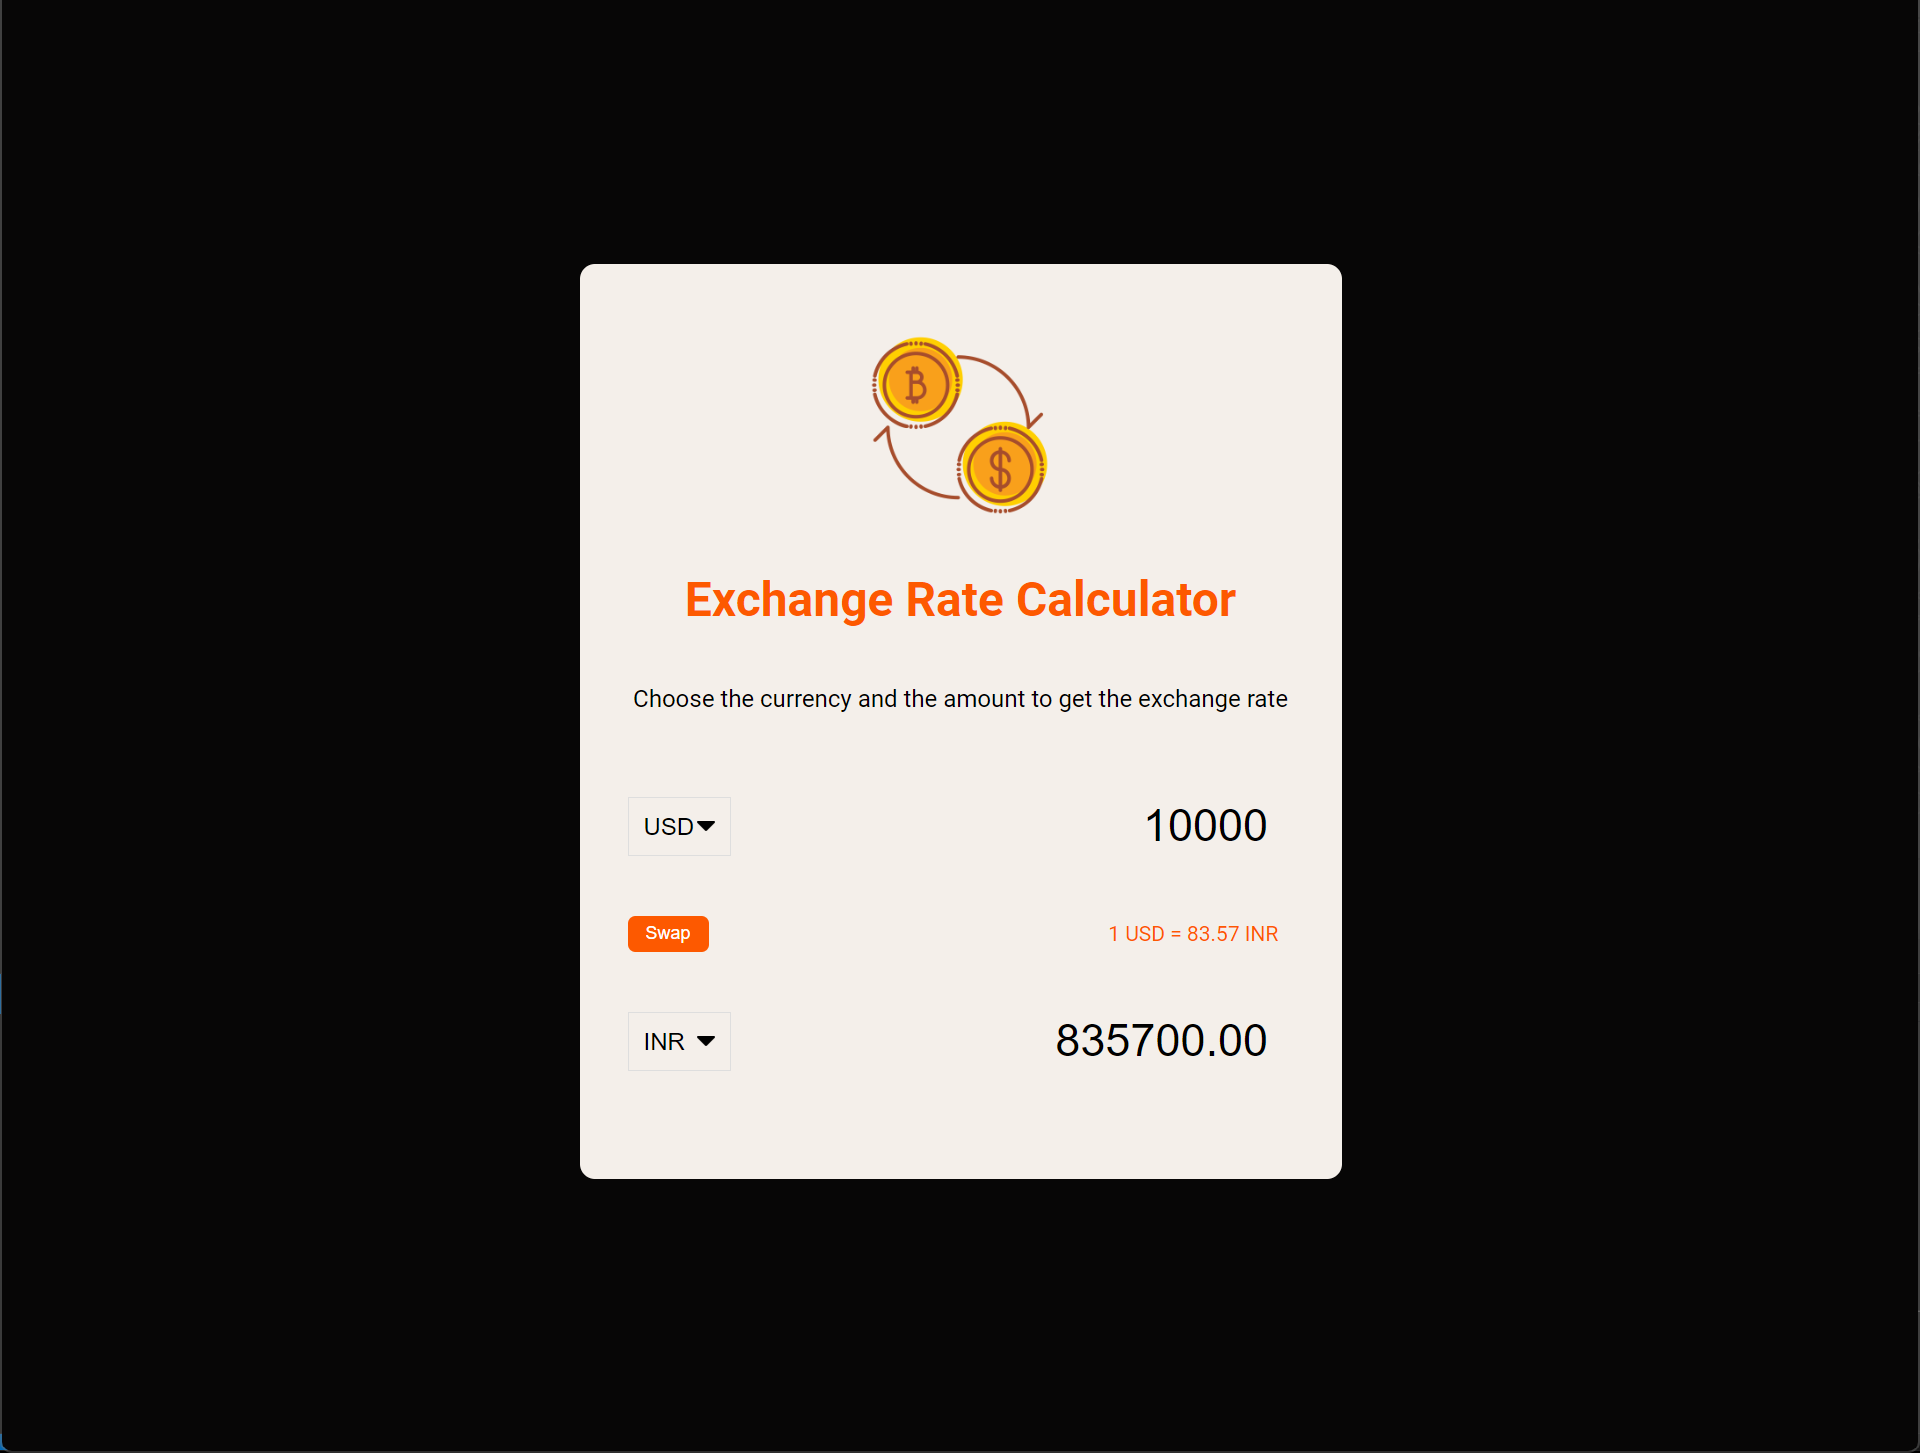 ₿
$
Exchange Rate Calculator
Choose the currency and the amount to get the exchange rate
USD 10000
Swap 1 USD = 83.57 INR
INR 835700.00